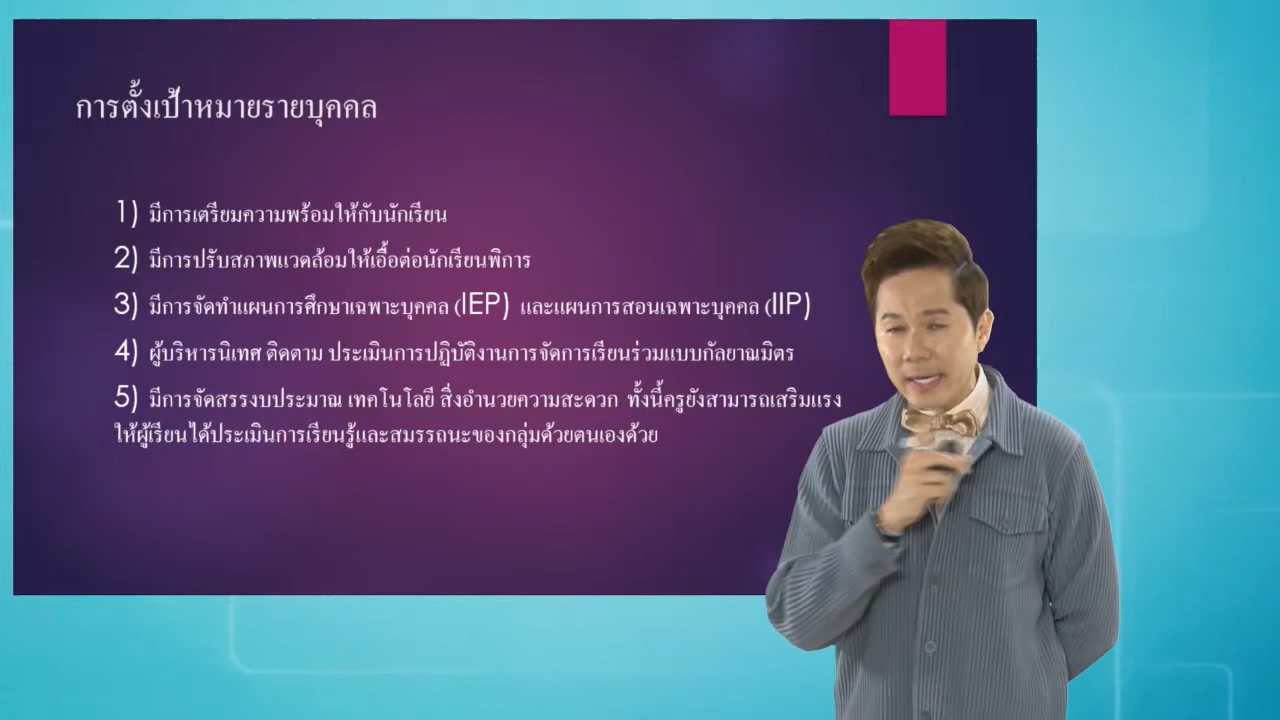 การตั้งเป้าหมายรายบุคคล
1) มีการเตรียมความพร้อมให้กับนักเรียน
2) มีการปรับสภาพแวดล้อมให้เอื้อต่อนักเรียนพิการ
3) มีการจัดทำแผนการศึกษาเฉพาะบุคคล (IEP) และแผนการสอนเฉพาะบุคคล (IIP)
4) ผู้บริหารนิเทศ ติดตาม ประเมินการปฏิบัติงานการจัดการเรียนร่วมแบบกัลยาณมิตร
5) มีการจัดสรรงบประมาณ เทคโนโลยี สิ่งอำนวยความสะดวก ทั้งนี้ครูยังสามารถเสริมแรง
ให้ผู้เรียนได้ประเมินการเรียนรู้และสมรรถนะของกลุ่มด้วยตนเองด้วย